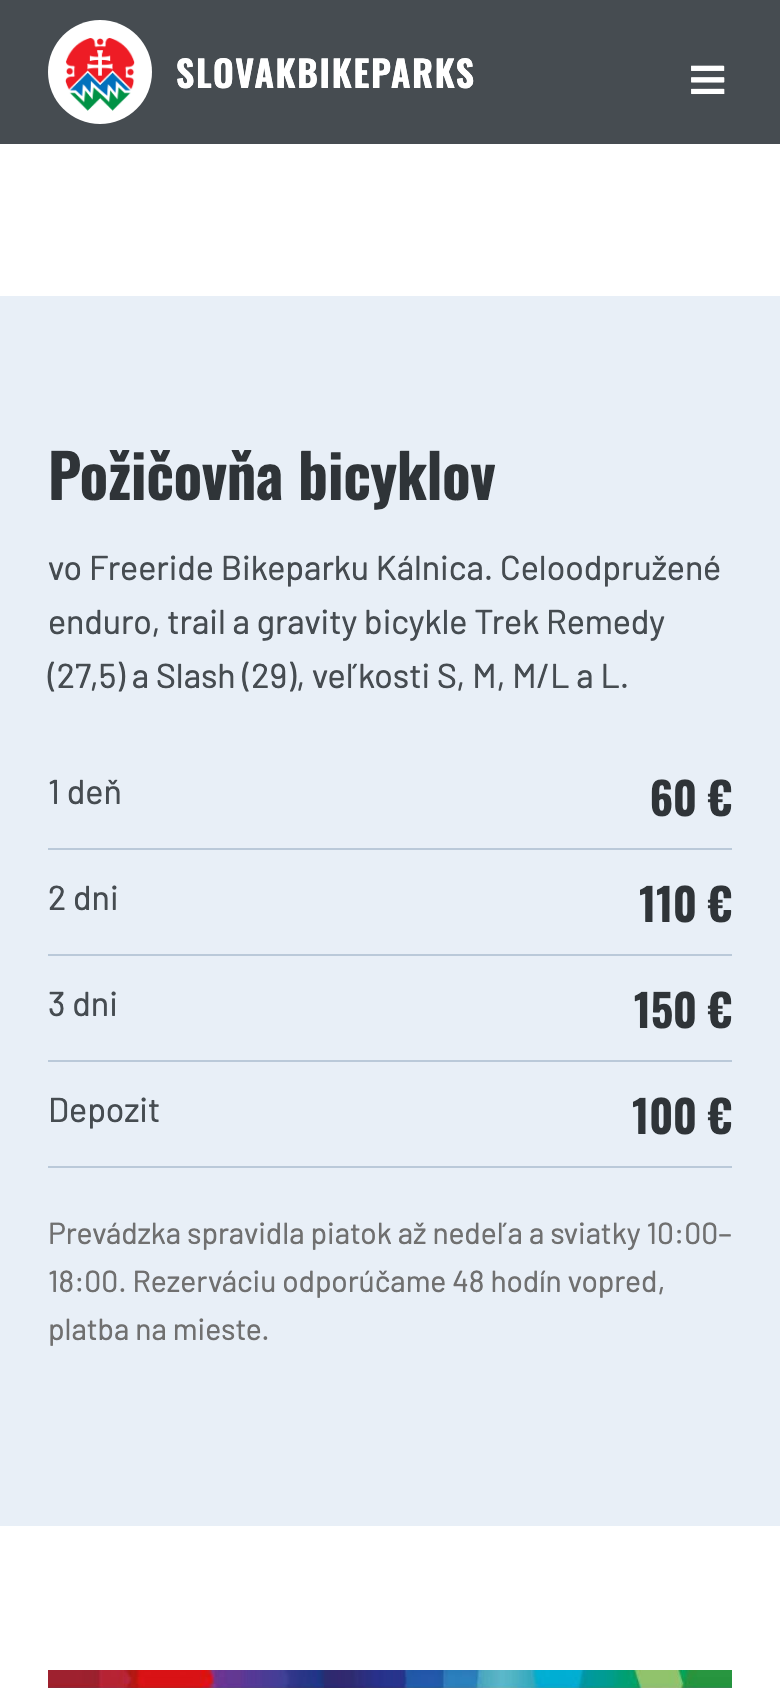 SLOVAKBIKEPARKS
Požičovňa bicyklov
vo Freeride Bikeparku Kálnica. Celoodpružené
enduro, trail a gravity bicykle Trek Remedy
(27,5) a Slash (29), veľkosti S, M, M/L a L.
1 deň 60 €
2 dni 110 €
3 dni 150 €
Depozit 100 €
Prevádzka spravidla piatok až nedeľa a sviatky 10:00–
18:00. Rezerváciu odporúčame 48 hodín vopred,
platba na mieste.